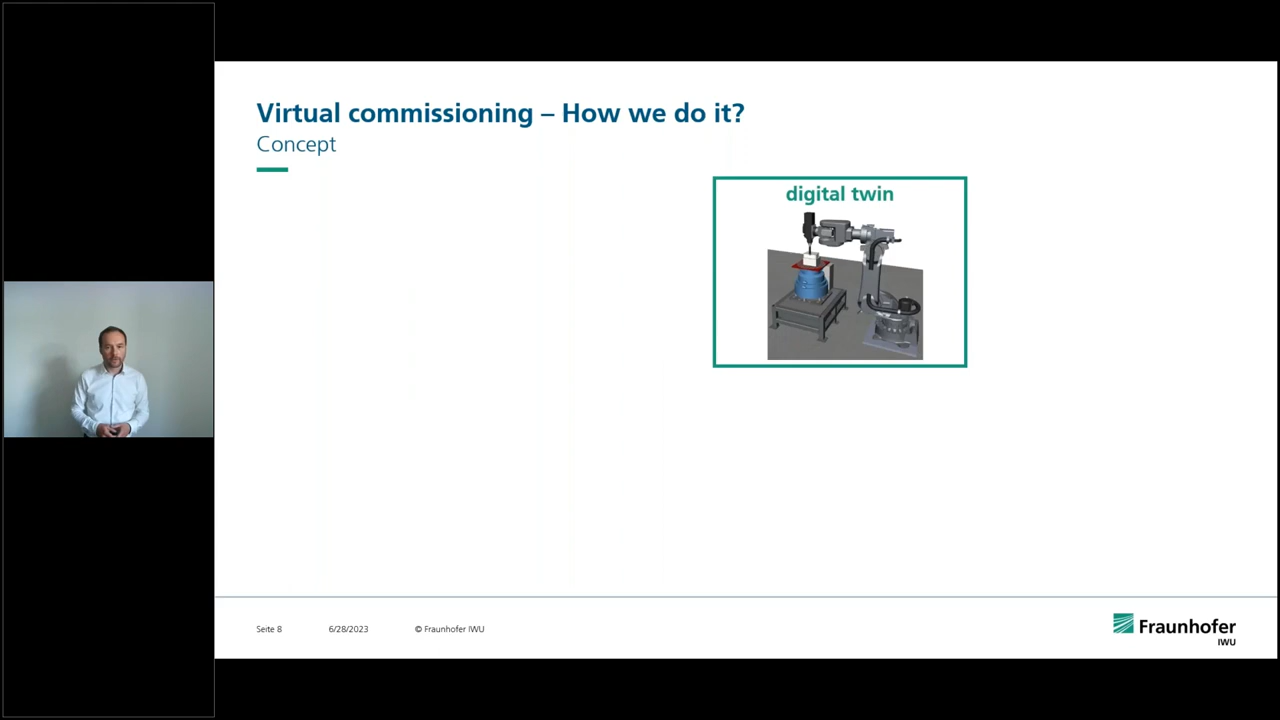 Virtual commissioning – How we do it?
Concept
digital twin
Seite 8
6/28/2023
© Fraunhofer IWU
Fraunhofer
IWU